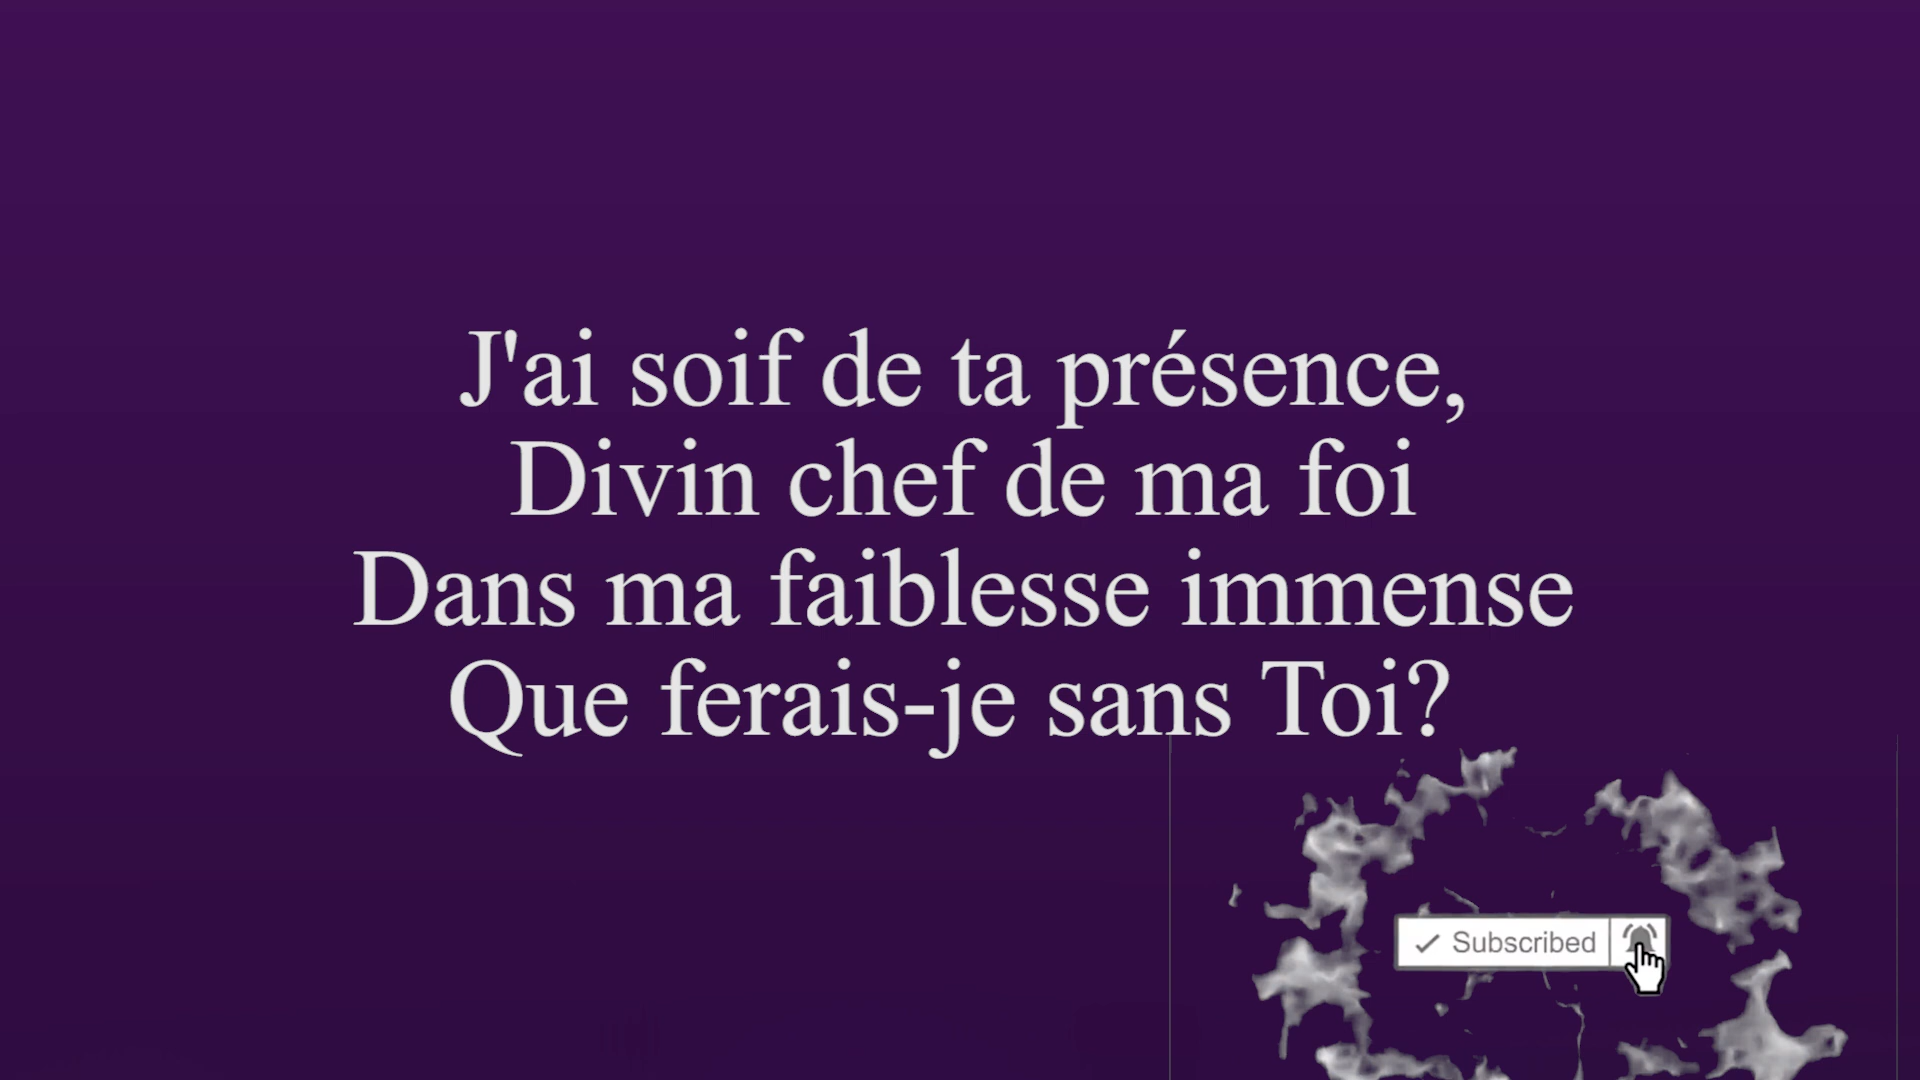 J'ai soif de ta présence,
Divin chef de ma foi
Dans ma faiblesse immense
Que ferais-je sans Toi?
Subscribed